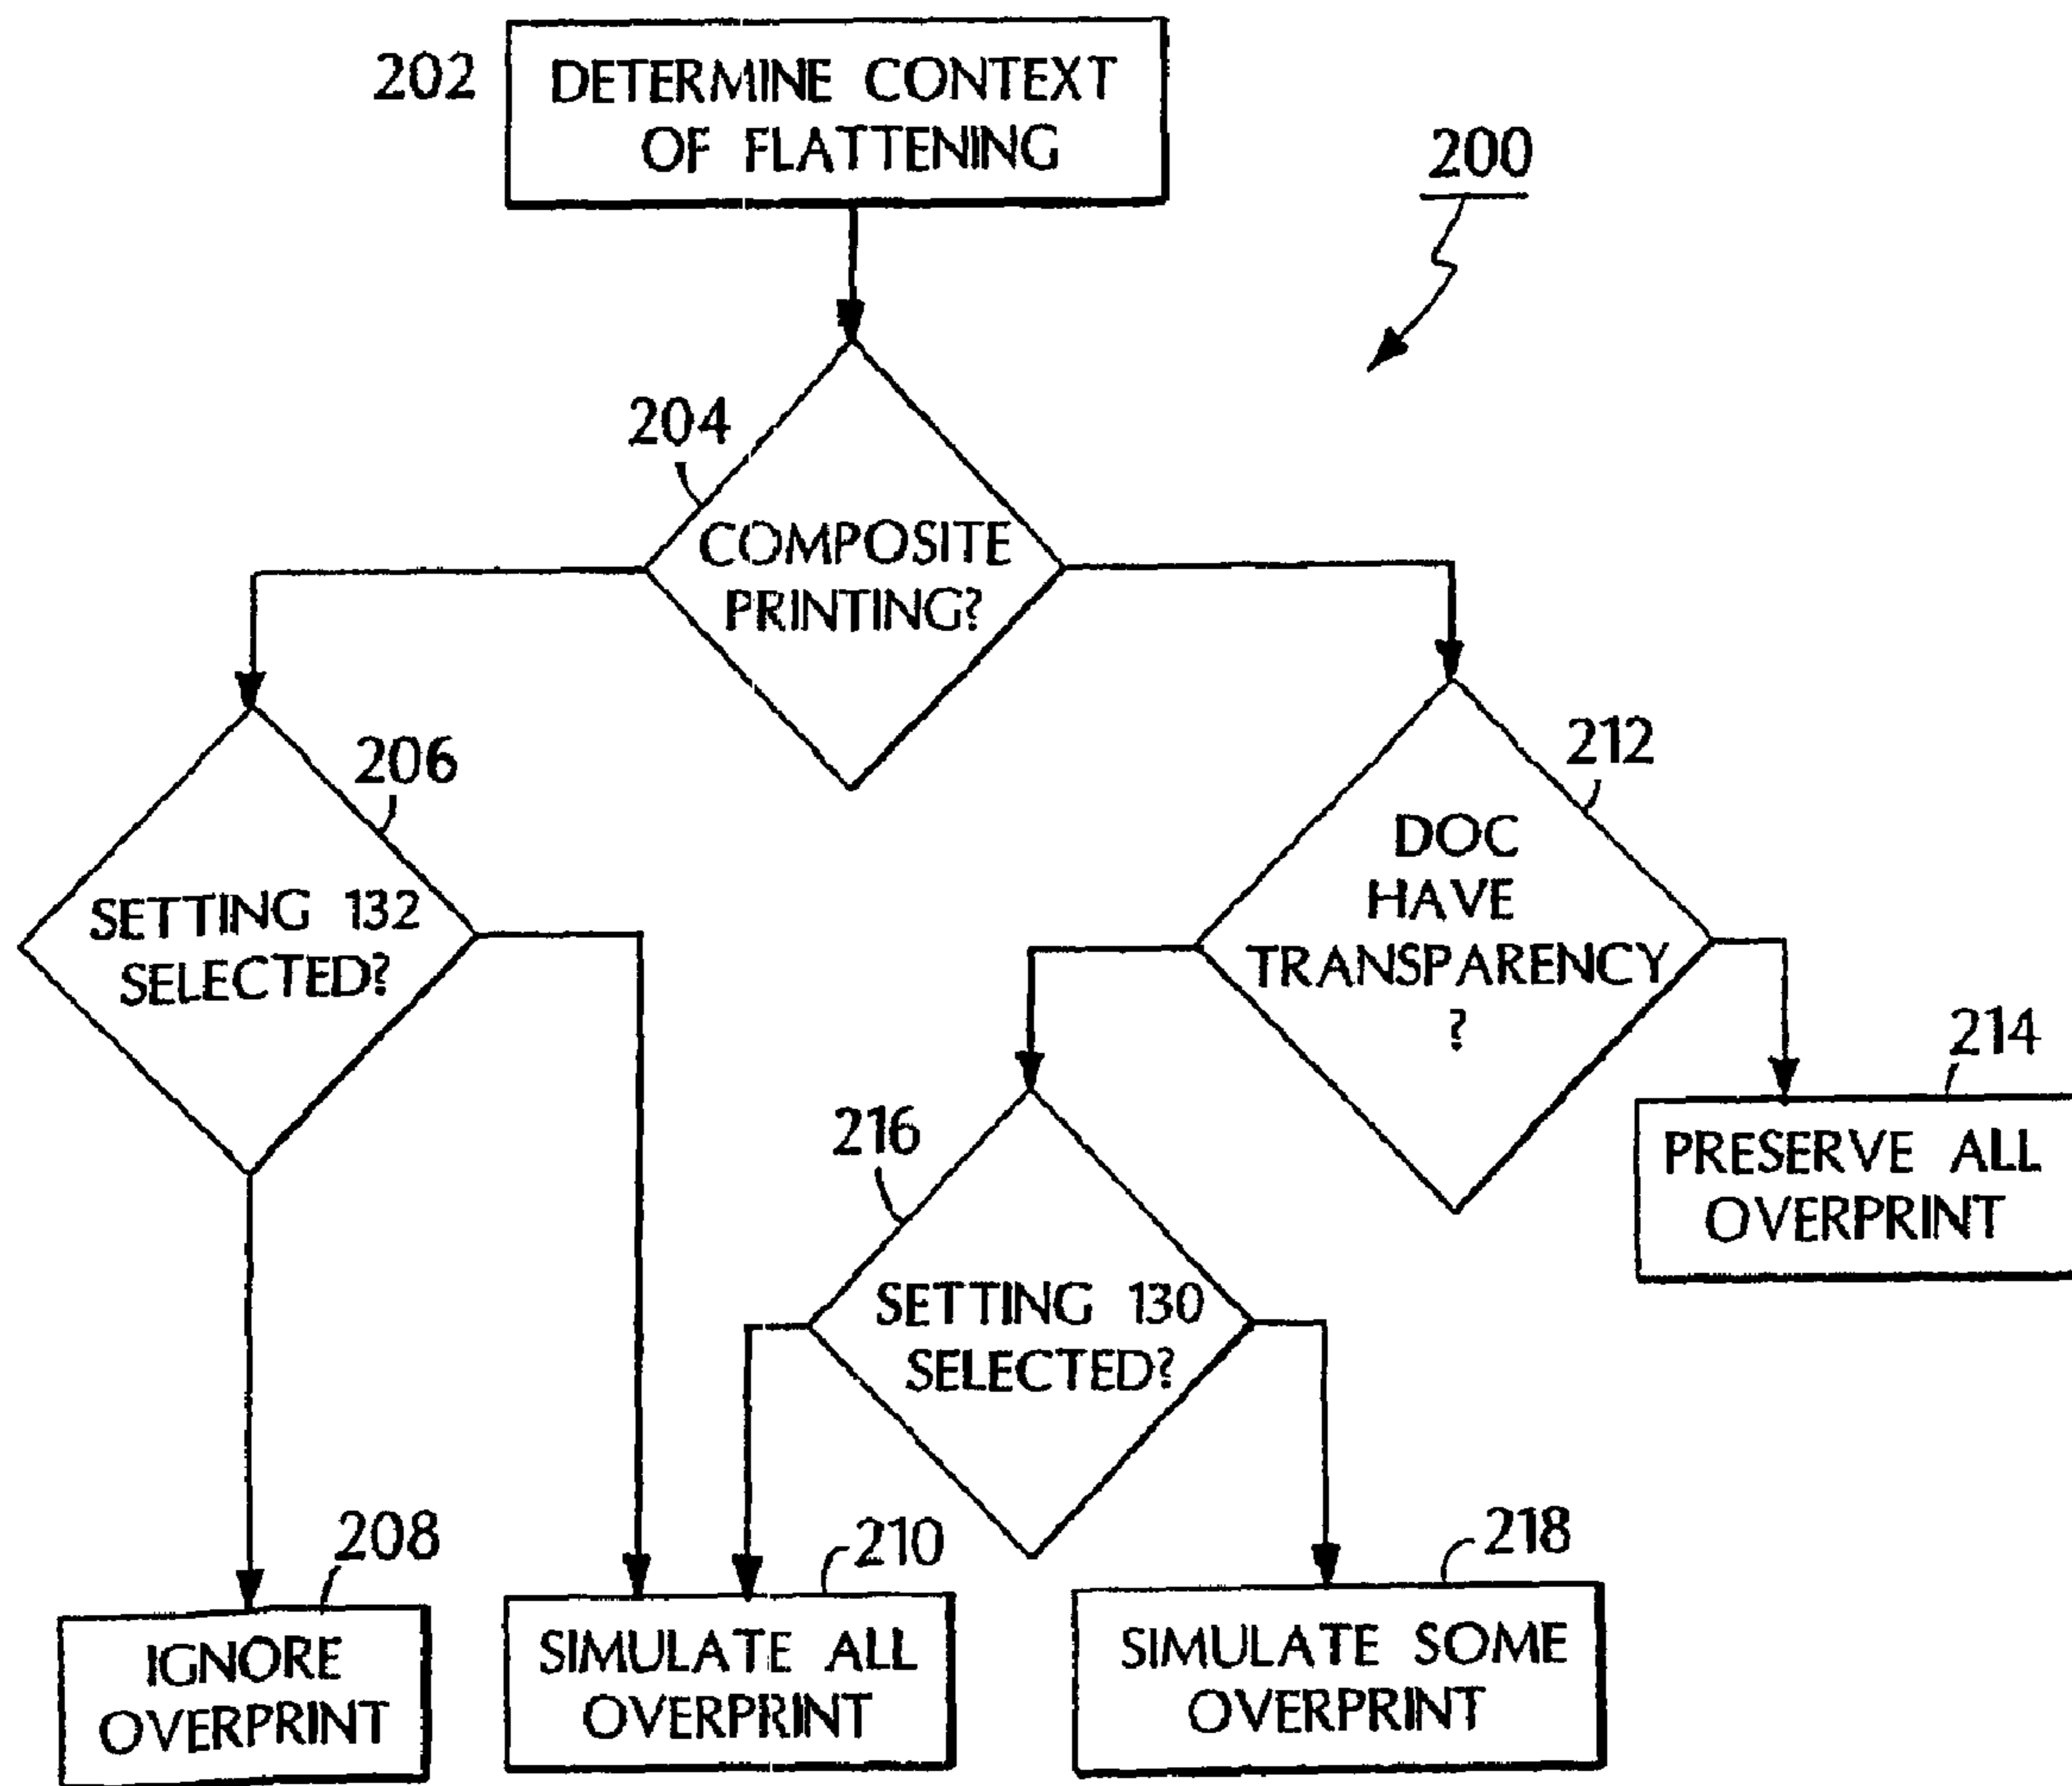 202
DETERMINE CONTEXT
OF FLATTENING
200
204
COMPOSITE
PRINTING?
206
SETTING 132
SELECTED?
212
DOC
HAVE
TRANSPARENCY
?
214
PRESERVE ALL
OVERPRINT
216
SETTING 130
SELECTED?
208
IGNORE
OVERPRINT
210
SIMULATE ALL
OVERPRINT
218
SIMULATE SOME
OVERPRINT